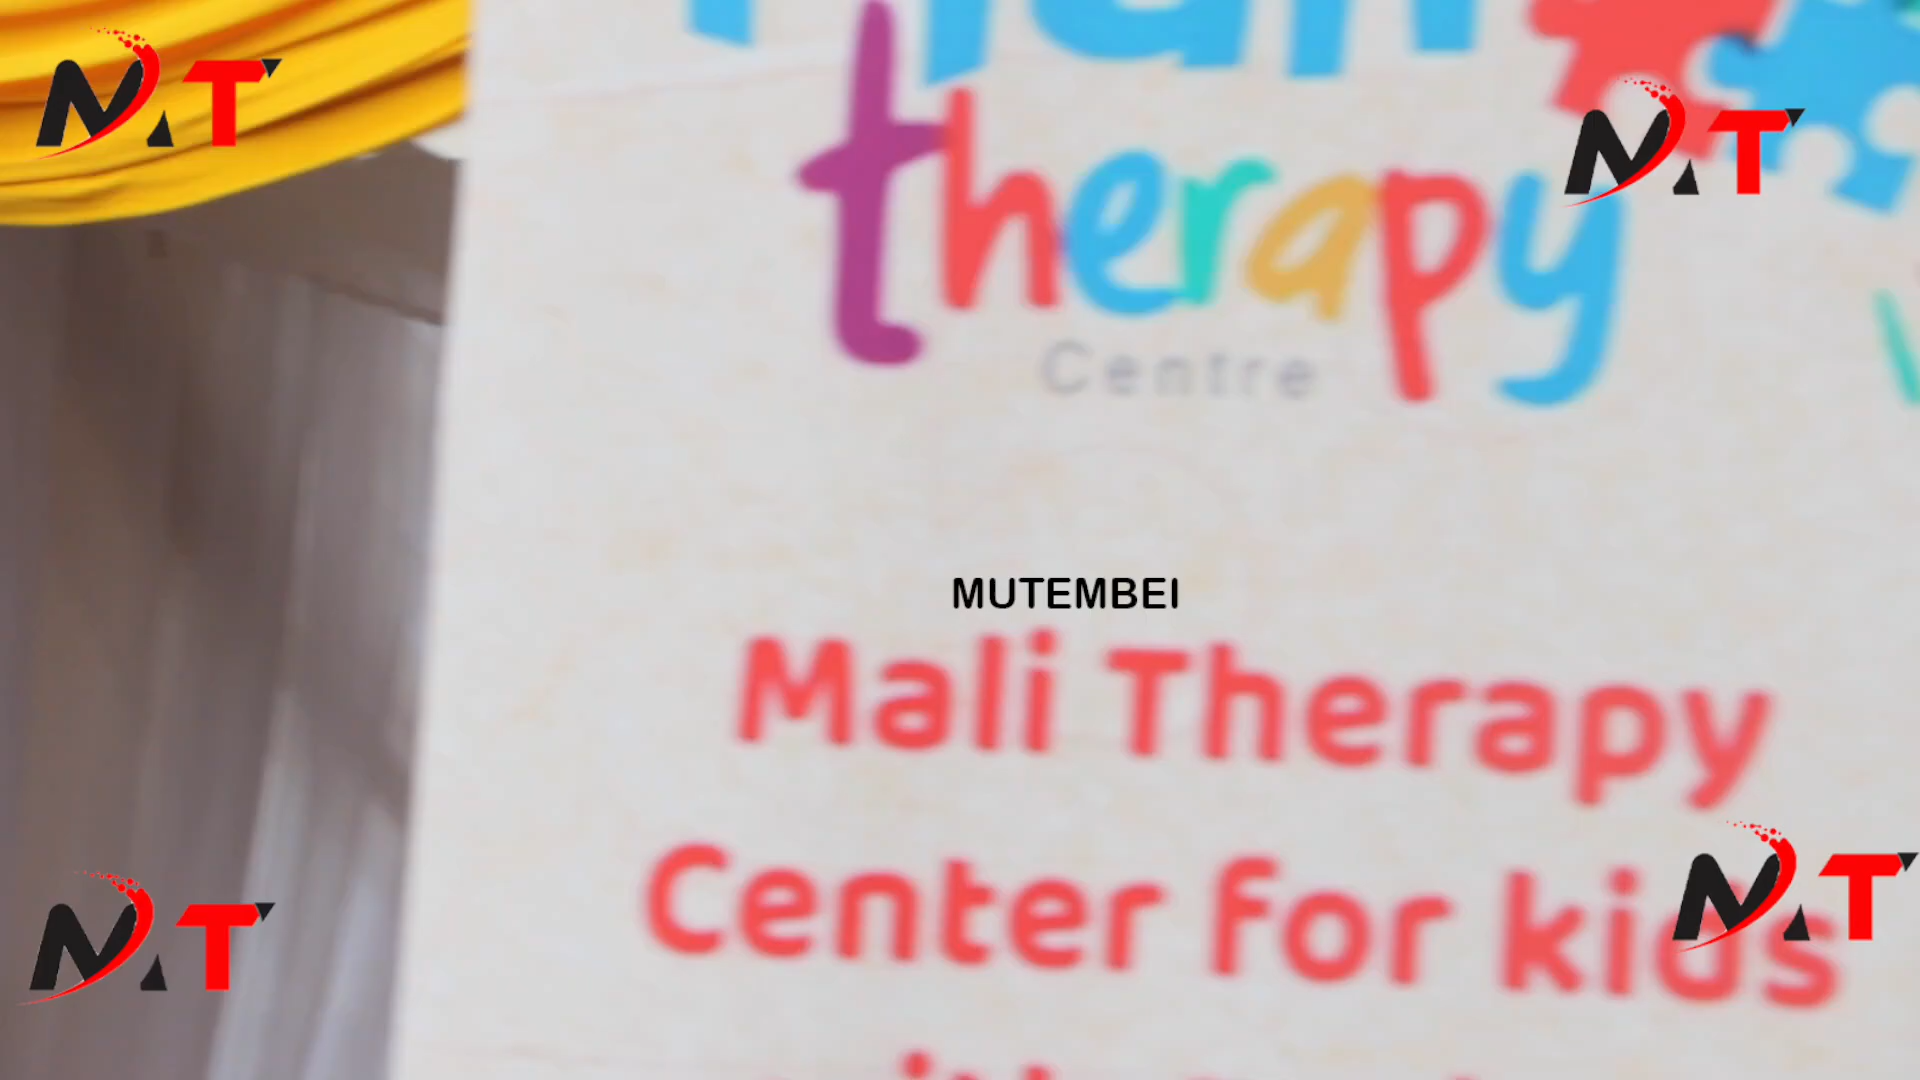 MT
MT
therapy
Centre
MUTEMBEI
Mali Therapy
Center for kids
MT
MT